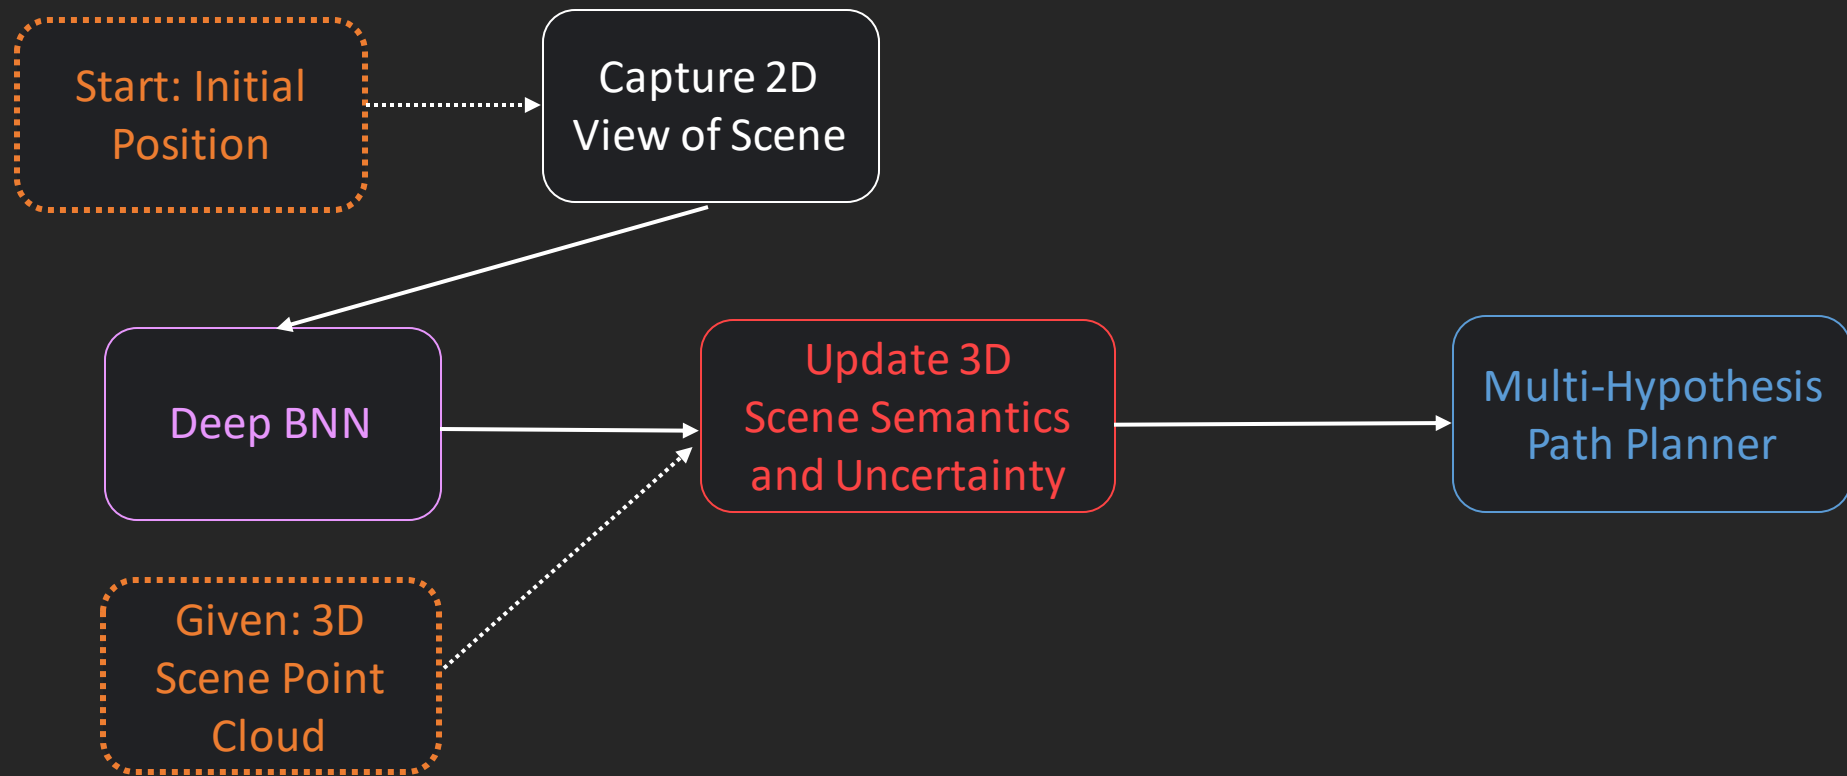 Start: Initial
Position
Capture 2D
View of Scene
Deep BNN
Update 3D
Scene Semantics
and Uncertainty
Multi-Hypothesis
Path Planner
Given: 3D
Scene Point
Cloud